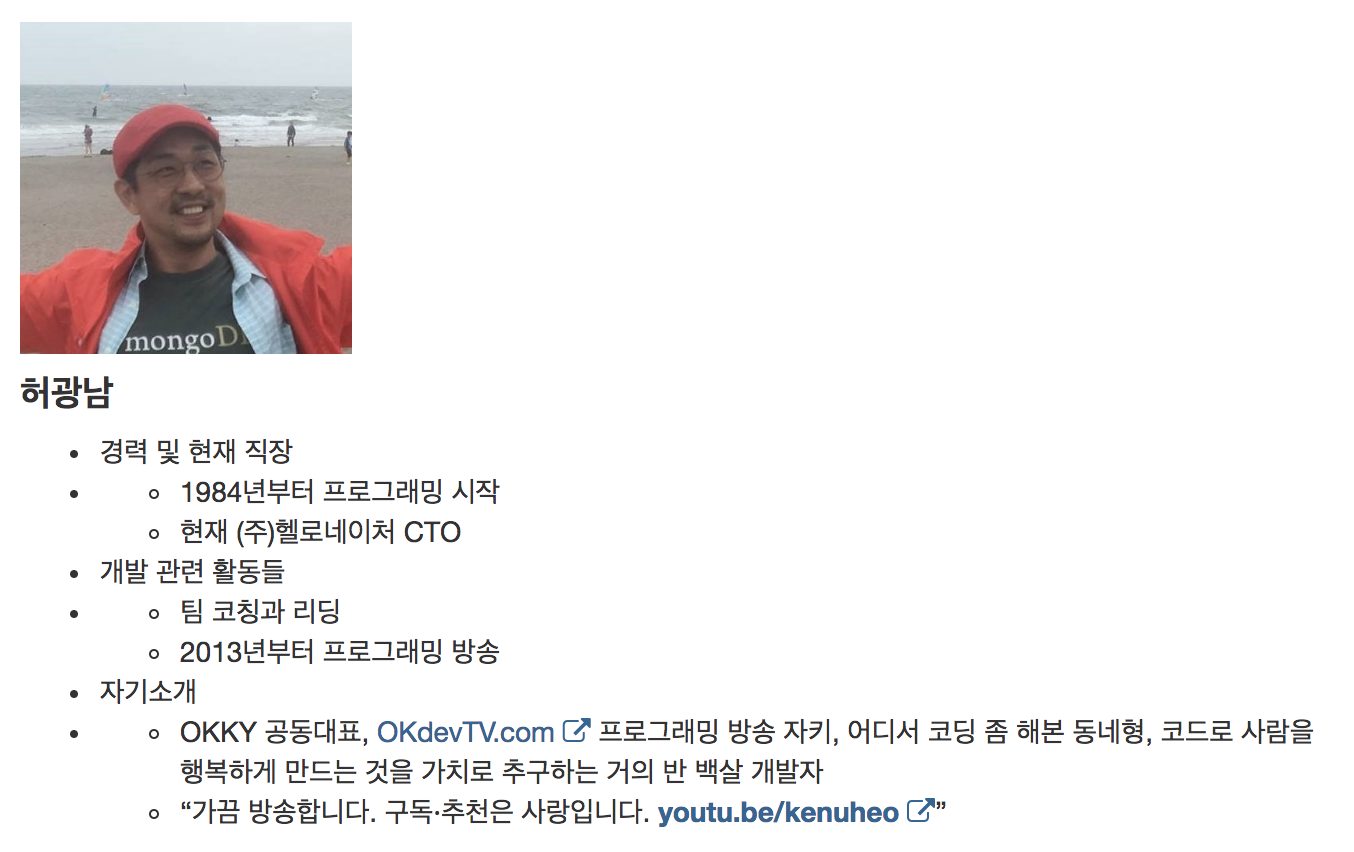 mongoD
허광남
경력 및 현재 직장
1984년부터 프로그래밍 시작
현재 (주)헬로네이처 CTO
개발 관련 활동들
팀 코칭과 리딩
2013년부터 프로그래밍 방송
자기소개
OKKY 공동대표, OKdevTV.com 프로그래밍 방송 자키, 어디서 코딩 좀 해본 동네형, 코드로 사람을
행복하게 만드는 것을 가치로 추구하는 거의 반 백살 개발자
“가끔 방송합니다. 구독·추천은 사랑입니다. youtu.be/kenuheo”